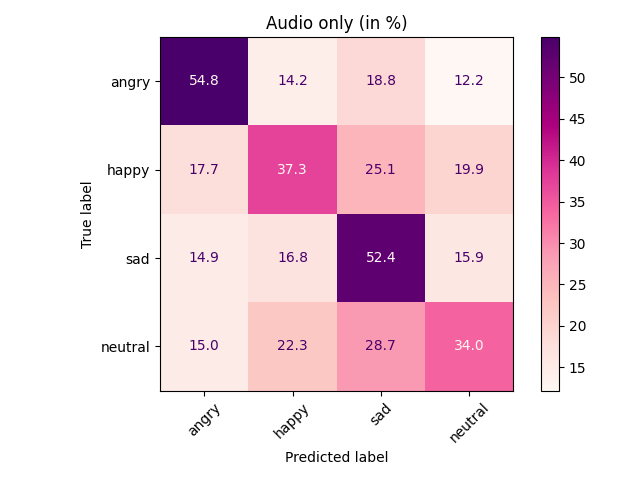 Audio only (in %)
True label
angry 54.8 14.2 18.8 12.2
happy 17.7 37.3 25.1 19.9
sad 14.9 16.8 52.4 15.9
neutral 15.0 22.3 28.7 34.0
angry happy sad neutral
Predicted label
50
45
40
35
30
25
20
15